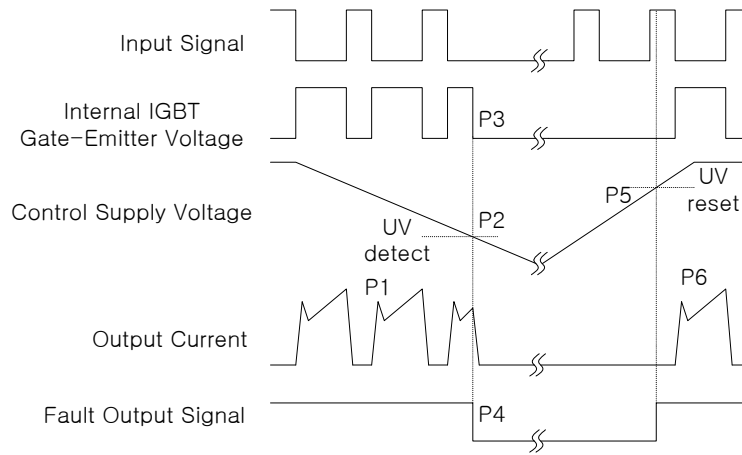 Input Signal
Internal IGBT
Gate-Emitter Voltage
P3
Control Supply Voltage
P2
UV
detect
P5
UV
reset
P1
P6
Output Current
Fault Output Signal
P4